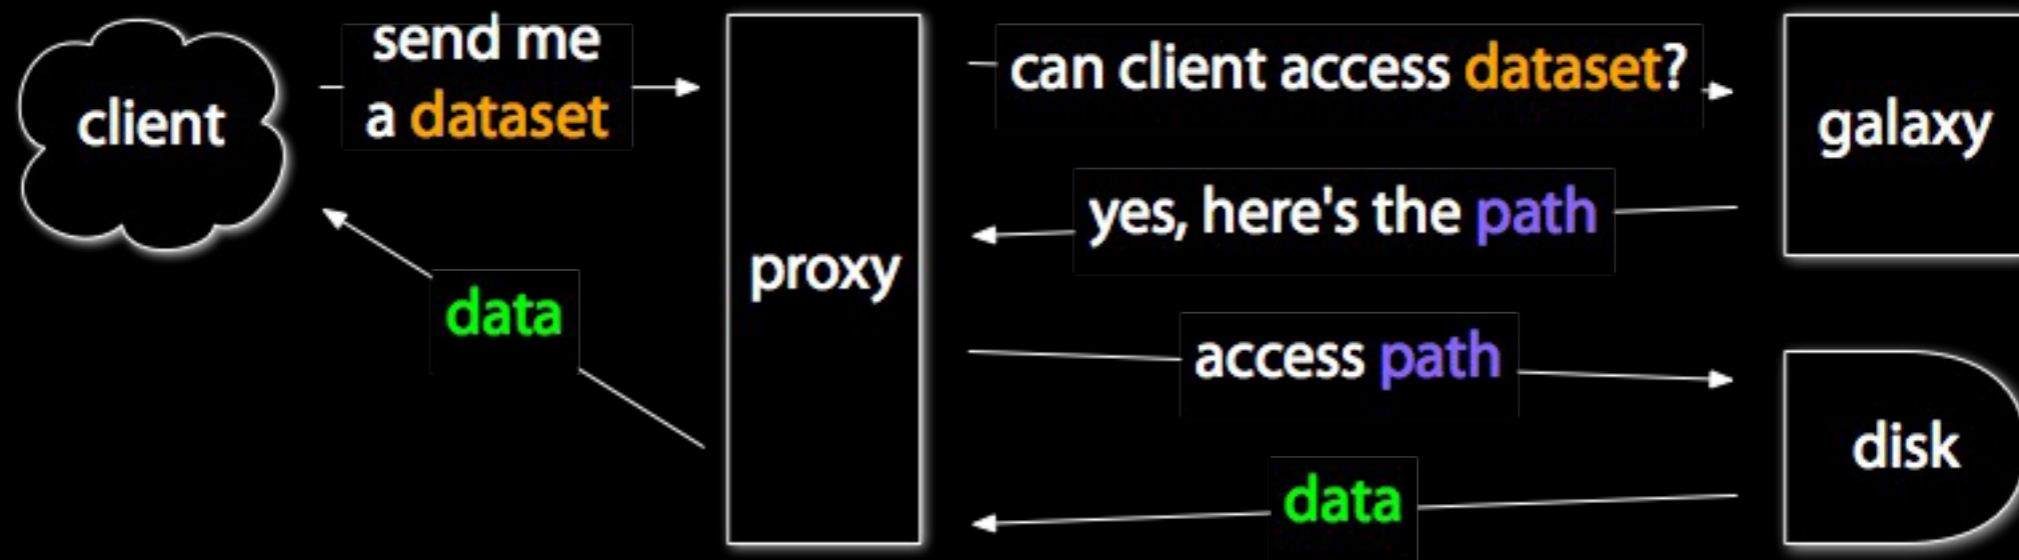 client
send me
a dataset
proxy
can client access dataset?
galaxy
yes, here's the path
access path
disk
data
data